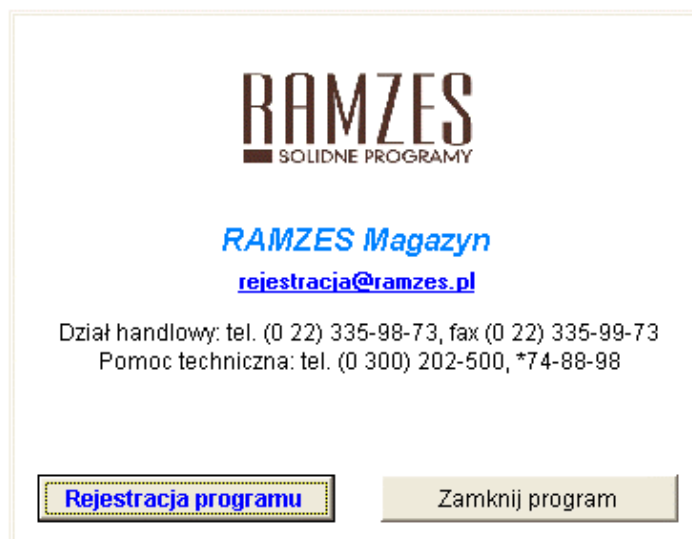 RAMZES
SOLIDNE PROGRAMY
RAMZES Magazyn
rejestracja@ramzes.pl
Dział handlowy: tel. (0 22) 335-98-73, fax (0 22) 335-99-73
Pomoc techniczna: tel. (0 300) 202-500, *74-88-98
Rejestracja programu
Zamknij program